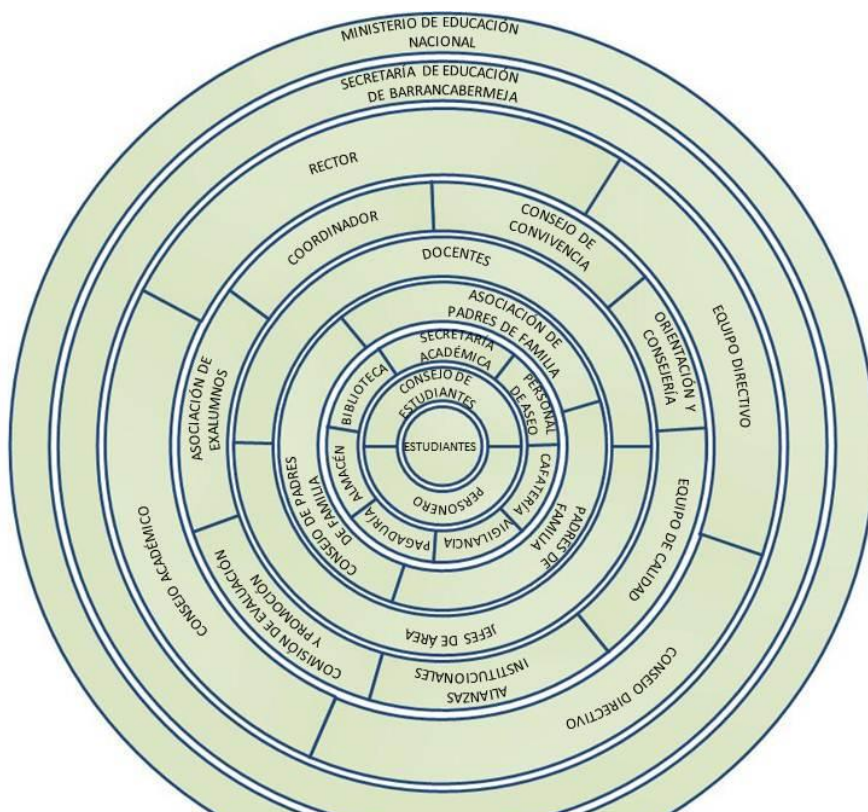 MINISTERIO DE EDUCACIÓN
NACIONAL
SECRETARÍA DE EDUCACIÓN
DE BARRANCABERMEJA
RECTOR
EQUIPO DIRECTIVO
CONSEJO DIRECTIVO
CONSEJO ACADÉMICO
COORDINADOR
CONSEJO DE
CONVIVENCIA
ORIENTACIÓN Y
CONSEJERÍA
EQUIPO DE CALIDAD
ALIANZAS
INSTITUCIONALES
COMISIÓN DE EVALUACIÓN
Y PROMOCIÓN
ASOCIACIÓN DE
EXALUMNOS
DOCENTES
JEFES DE ÁREA
ASOCIACIÓN DE
PADRES DE FAMILIA
PADRES DE
FAMILIA
CONSEJO DE PADRES
DE FAMILIA
SECRETARÍA
ACADÉMICA
PERSONAL
DE ASEO
CAFATERÍA
VIGILANCIA
PAGADURÍA
ALMACÉN
BIBLIOTECA
CONSEJO DE
ESTUDIANTES
PERSONERO
ESTUDIANTES